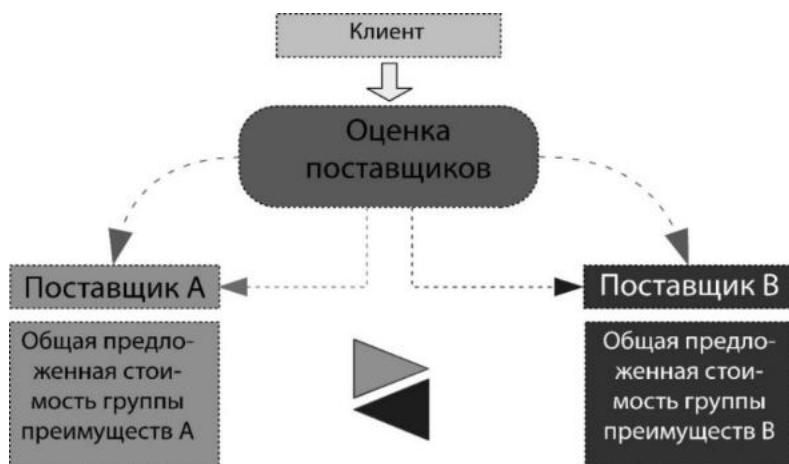 Клиент
Оценка
поставщиков
Поставщик А
Поставщик В
Общая предло-
женная стои-
мость группы
преимуществ А
Общая предло-
женная стои-
мость группы
преимуществ В